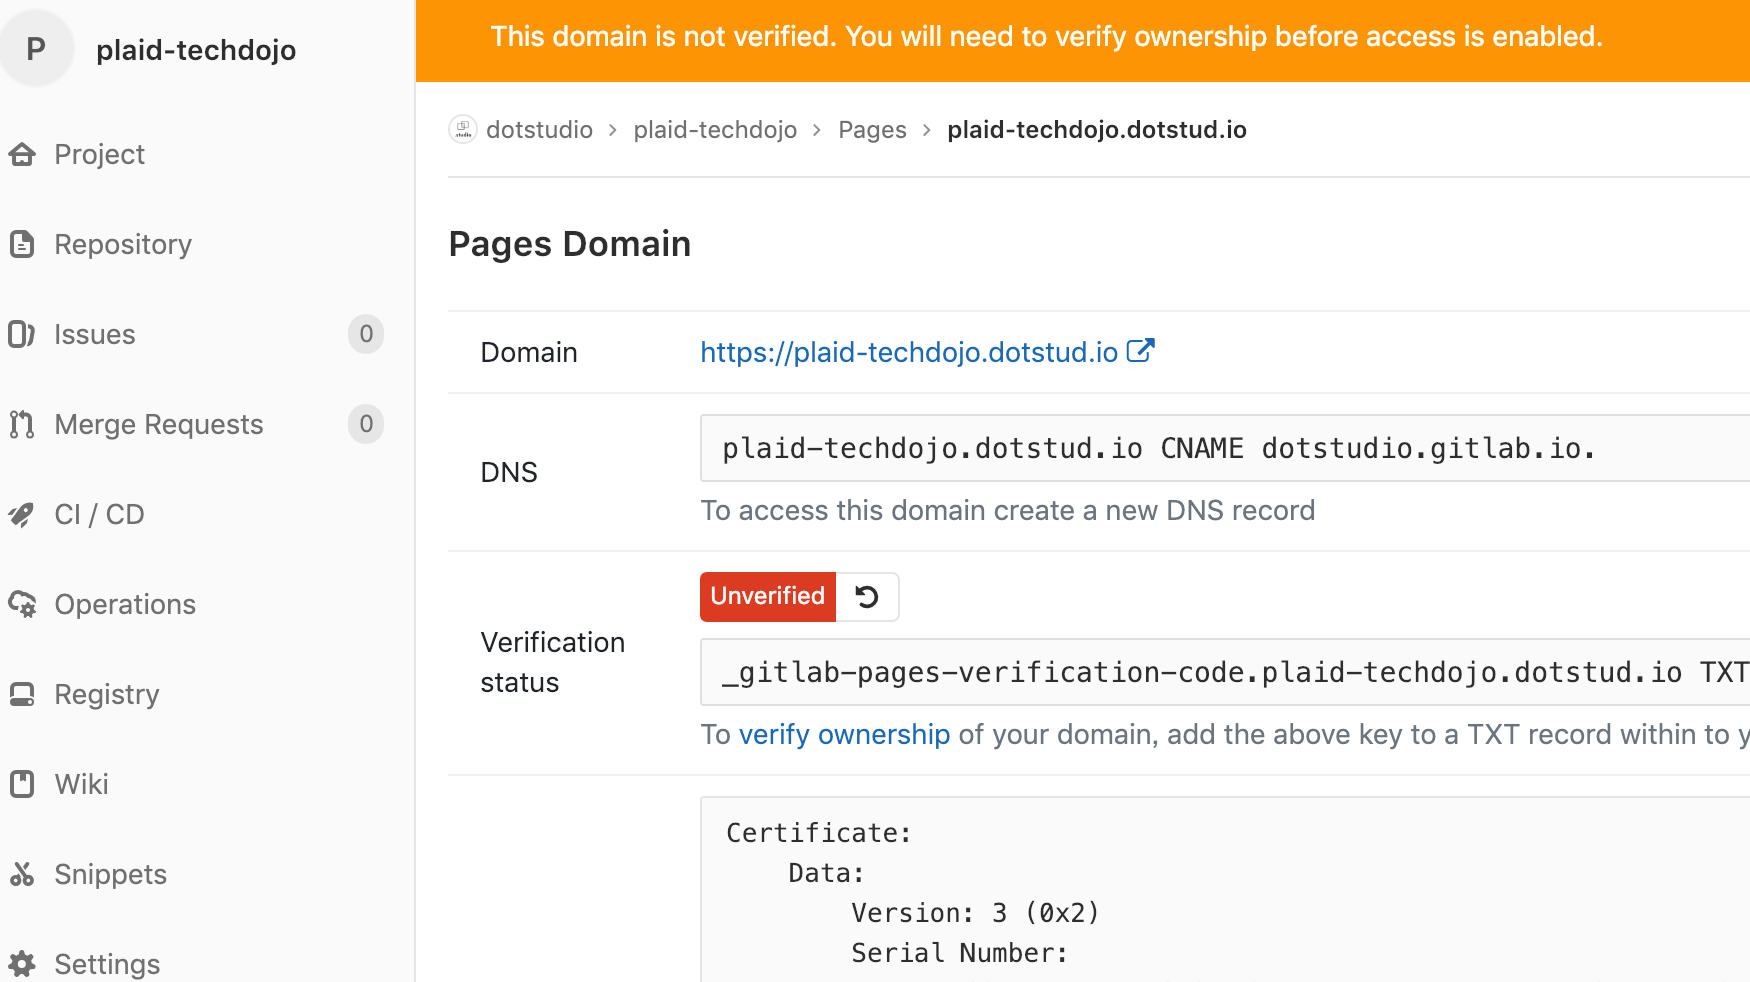 P
plaid-techdojo
Project
Repository
Issues
0
Merge Requests
0
CI / CD
Operations
Registry
Wiki
Snippets
Settings
This domain is not verified. You will need to verify ownership before access is enabled.
.studio
dotstudio > plaid-techdojo > Pages > plaid-techdojo.dotstud.io
Pages Domain
Domain
https://plaid-techdojo.dotstud.io
DNS
plaid-techdojo.dotstud.io CNAME dotstudio.gitlab.io.
To access this domain create a new DNS record
Verification
status
Unverified
_gitlab-pages-verification-code.plaid-techdojo.dotstud.io TXT
To verify ownership of your domain, add the above key to a TXT record within to y
Certificate:
Data:
Version: 3 (0x2)
Serial Number: